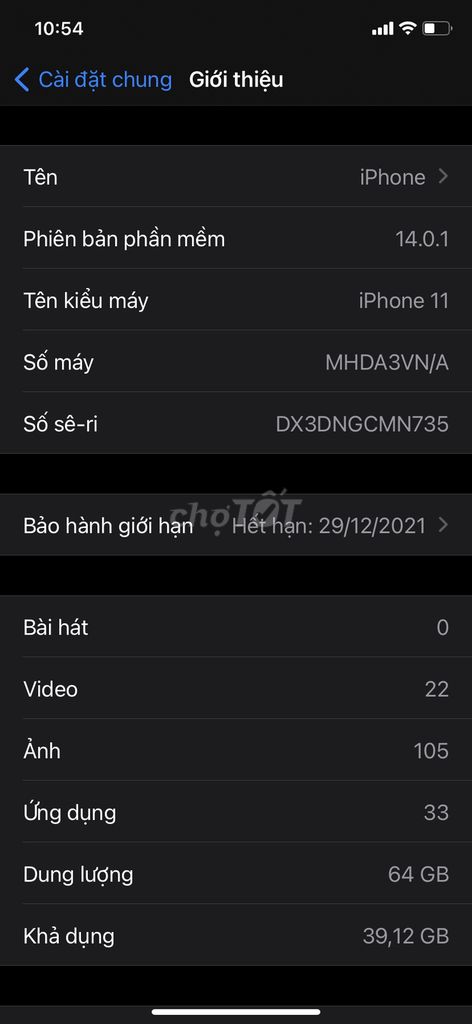 10:54
Cài đặt chung Giới thiệu
Tên iPhone
Phiên bản phần mềm 14.0.1
Tên kiểu máy iPhone 11
Số máy MHDA3VN/A
Số sê-ri DX3DNGCMN735
chợTỐT
Bảo hành giới hạn Hết hạn: 29/12/2021
Bài hát 0
Video 22
Ảnh 105
Ứng dụng 33
Dung lượng 64 GB
Khả dụng 39,12 GB